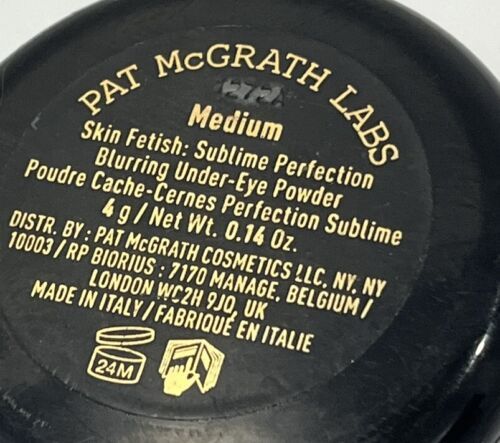 PAT McGRATH LABS
Medium
Skin Fetish: Sublime Perfection
Blurring Under-Eye Powder
Poudre Cache-Cernes Perfection Sublime
4 g / Net Wt. 0.14 Oz.
DISTR. BY : PAT McGRATH COSMETICS LLC, NY, NY
10003 / RP BIORIUS : 7170 MANAGE, BELGIUM /
LONDON WC2H 9JQ, UK
MADE IN ITALY / FABRIQUÉ EN ITALIE
24M